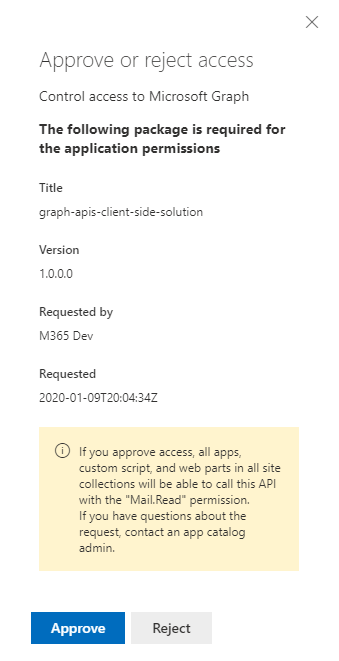 Approve or reject access
Control access to Microsoft Graph
The following package is required for
the application permissions
Title
graph-apis-client-side-solution
Version
1.0.0.0
Requested by
M365 Dev
Requested
2020-01-09T20:04:34Z
If you approve access, all apps,
custom script, and web parts in all site
collections will be able to call this API
with the "Mail.Read" permission.
If you have questions about the
request, contact an app catalog
admin.
Approve
Reject